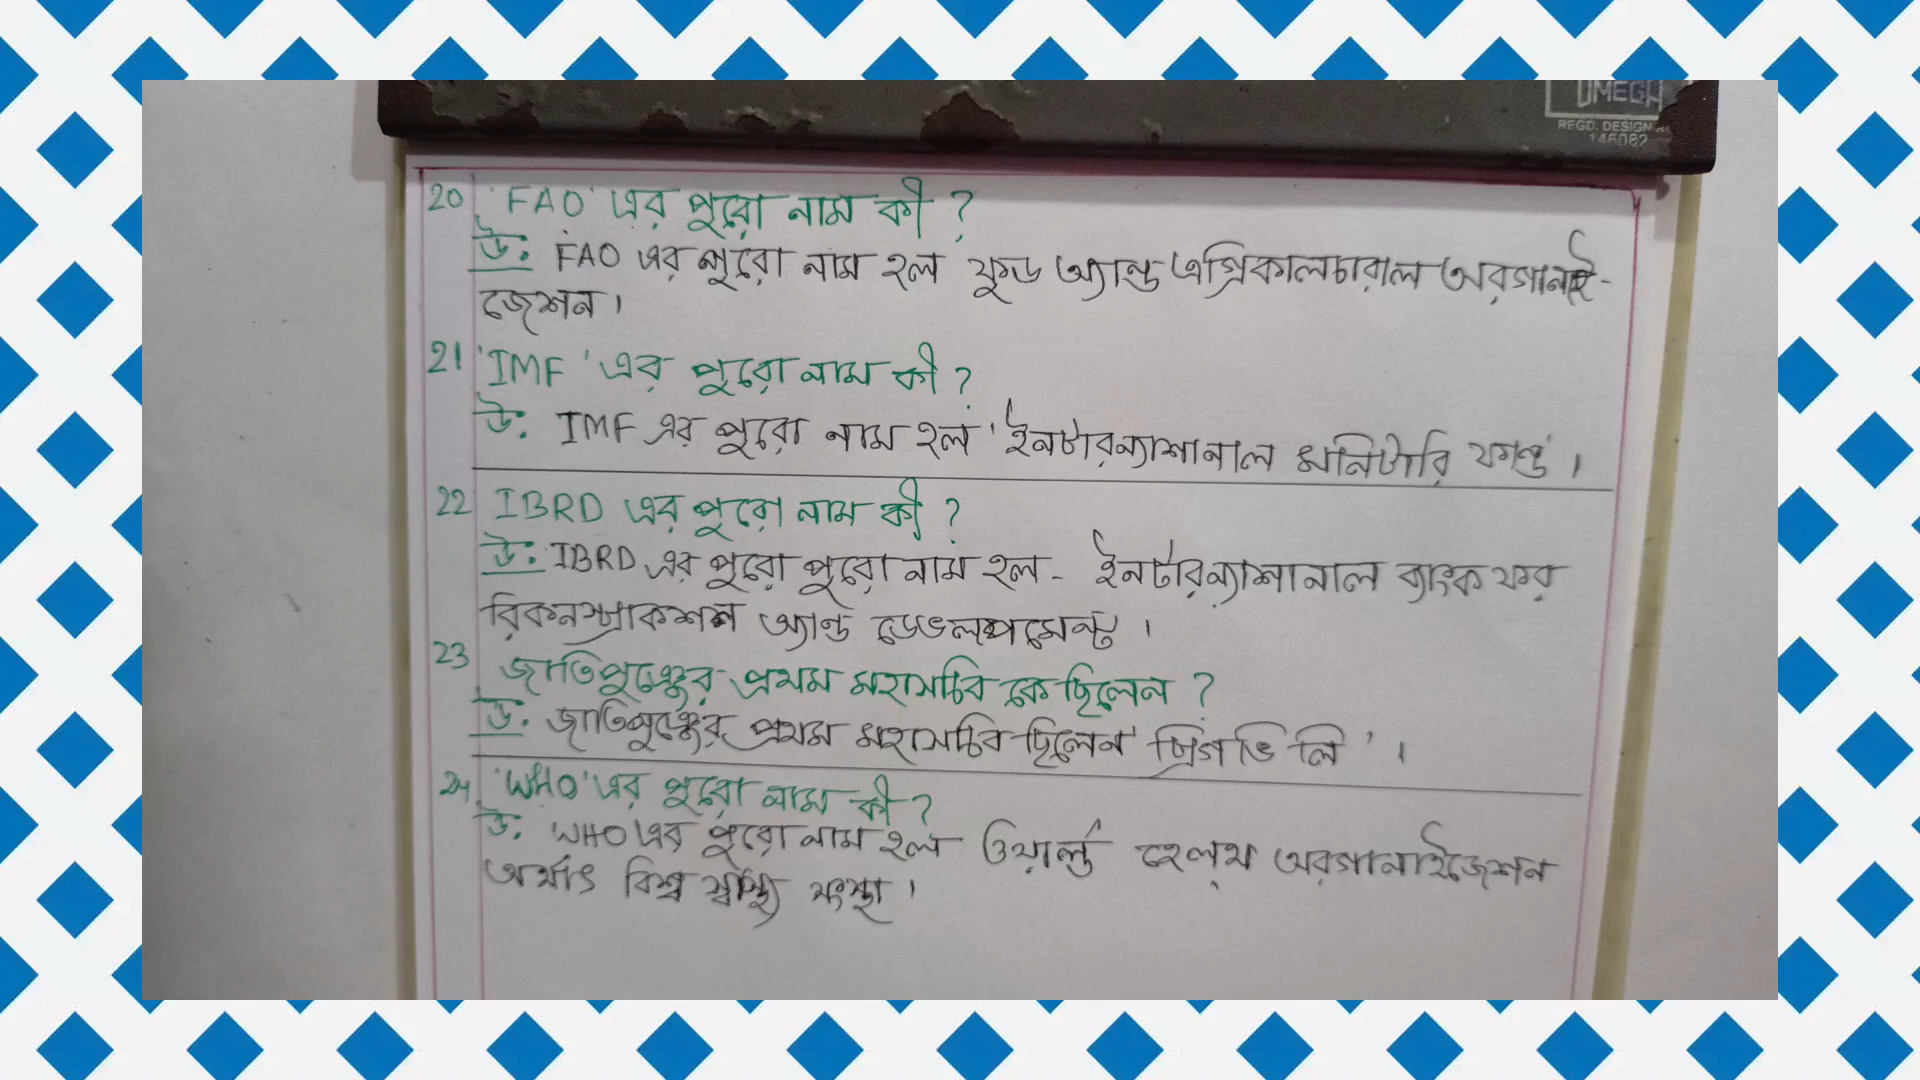 OMEGA
REGD. DESIGN
146082
20 'FAO' এর পুরো নাম কী ?
উঃ FAO এর পুরো নাম হল ফুড অ্যান্ড এগ্রিকালচারাল অরগানাই-
জেশন।
21 'IMF' এর পুরো নাম কী ?
উঃ IMF এর পুরো নাম হল 'ইনটারন্যাশানাল মনিটারি ফাণ্ড'।
22 IBRD এর পুরো নাম কী ?
উঃ IBRD এর পুরো পুরো নাম হল - ইনটারন্যাশানাল ব্যাংক ফর
রিকনস্ট্রাকশন অ্যান্ড ডেভলপমেন্ট।
23 জাতিপুঞ্জের প্রথম মহাসচিব কে ছিলেন ?
উঃ জাতিপুঞ্জের প্রথম মহাসচিব ছিলেন 'ট্রিগভি লি'।
24 'WHO' এর পুরো নাম কী ?
উঃ WHO এর পুরো নাম হল ওয়ার্ল্ড হেল্থ অরগানাইজেশন
অর্থাৎ বিশ্ব স্বাস্থ্য সংস্থা।